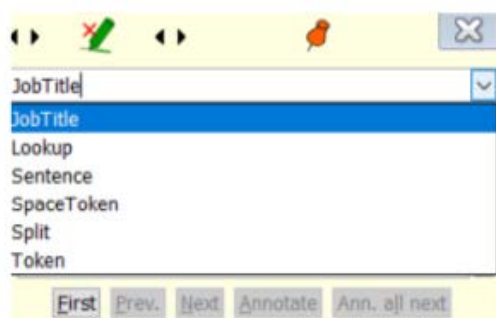 JobTitle
JobTitle
Lookup
Sentence
SpaceToken
Split
Token
First Prev. Next Annotate Ann. all next